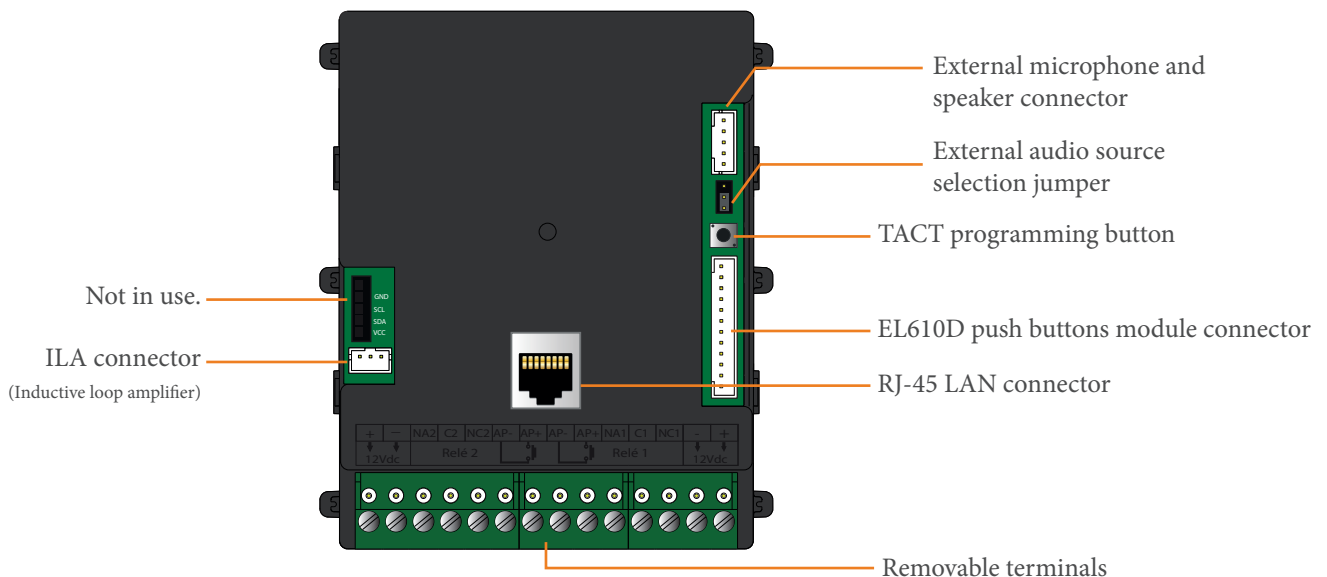 External microphone and
speaker connector
External audio source
selection jumper
TACT programming button
Not in use.
GND
SCL
SDA
VCC
EL610D push buttons module connector
ILA connector
(Inductive loop amplifier)
RJ-45 LAN connector
+ − NA2 C2 NC2 AP- AP+ AP- AP+ NA1 C1 NC1 - +
12Vdc Relé 2 Relé 1 12Vdc
Removable terminals